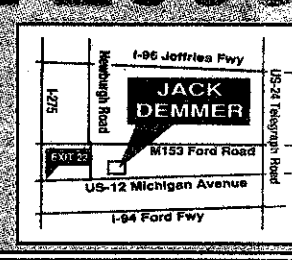 I-96 Jeffries Fwy
I-275
Newburgh Road
JACK
DEMMER
US-24 Telegraph Road
EXIT 22
M153 Ford Road
US-12 Michigan Avenue
I-94 Ford Fwy